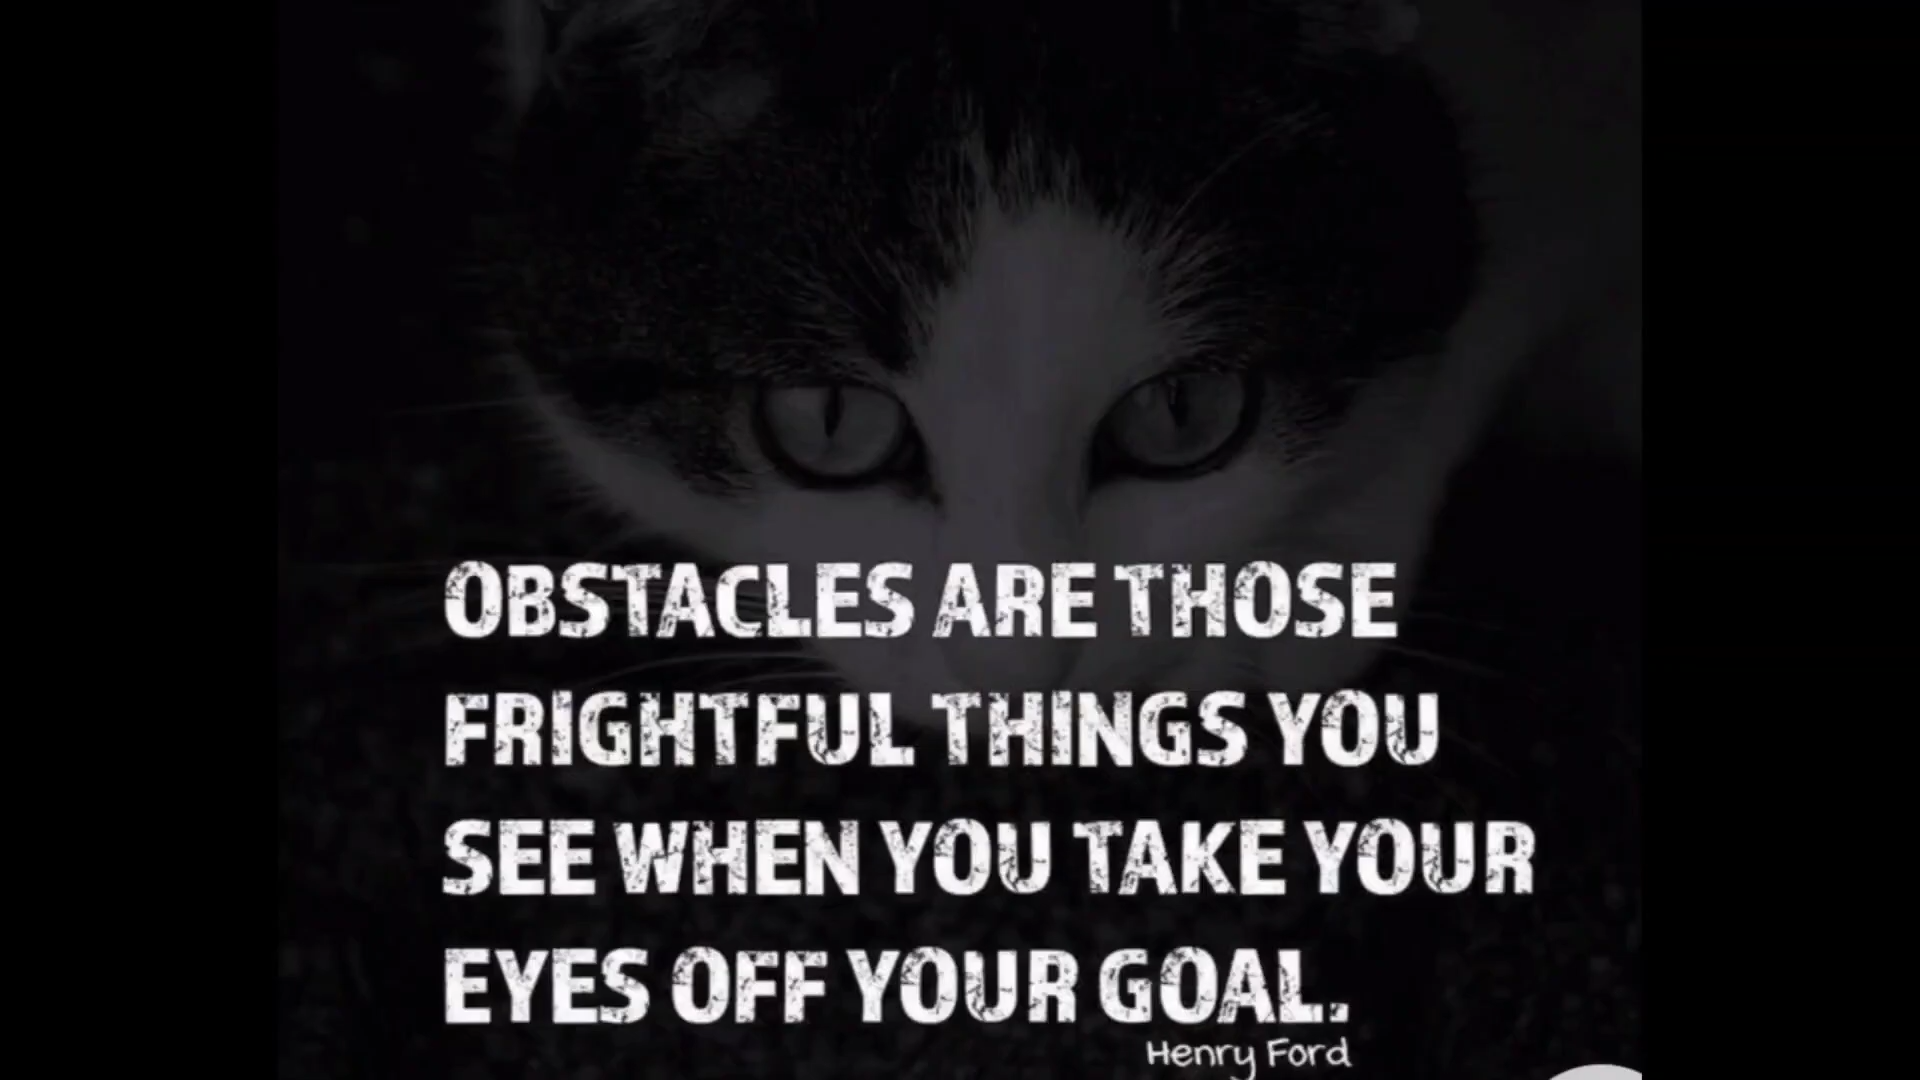 OBSTACLES ARE THOSE
FRIGHTFUL THINGS YOU
SEE WHEN YOU TAKE YOUR
EYES OFF YOUR GOAL.
Henry Ford